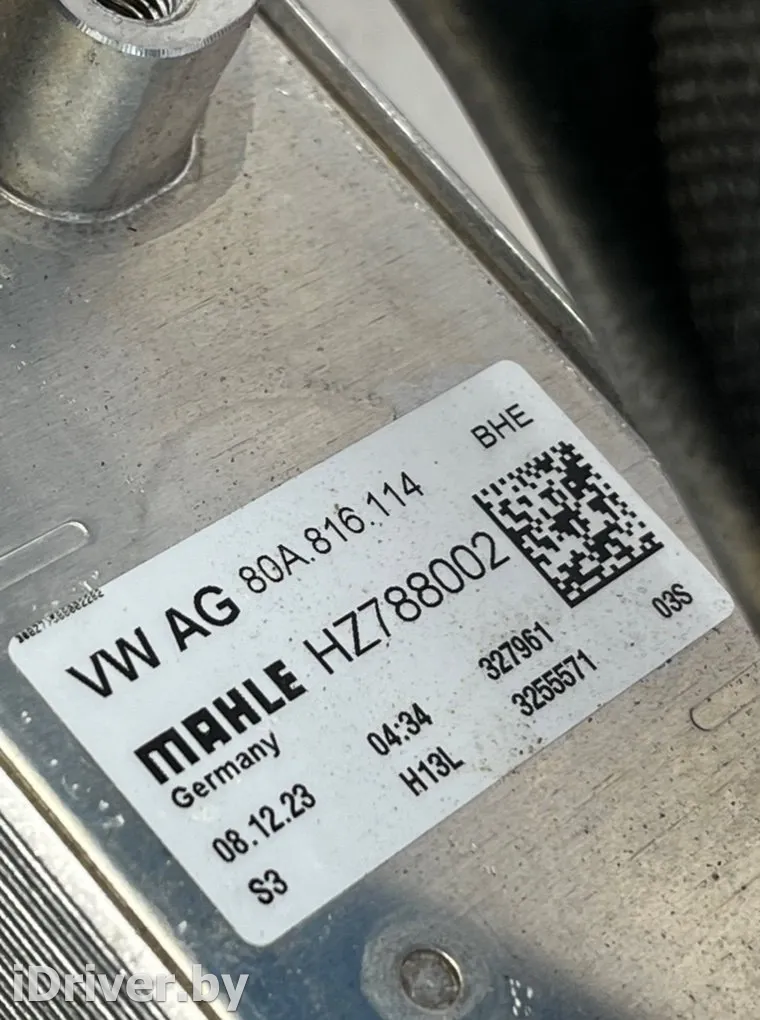 BHE
VW AG 80A.816.114
MAHLE HZ788002
Germany
08.12.23 04:34 327961 03S
S3 H13L 3255571
iDriver.by